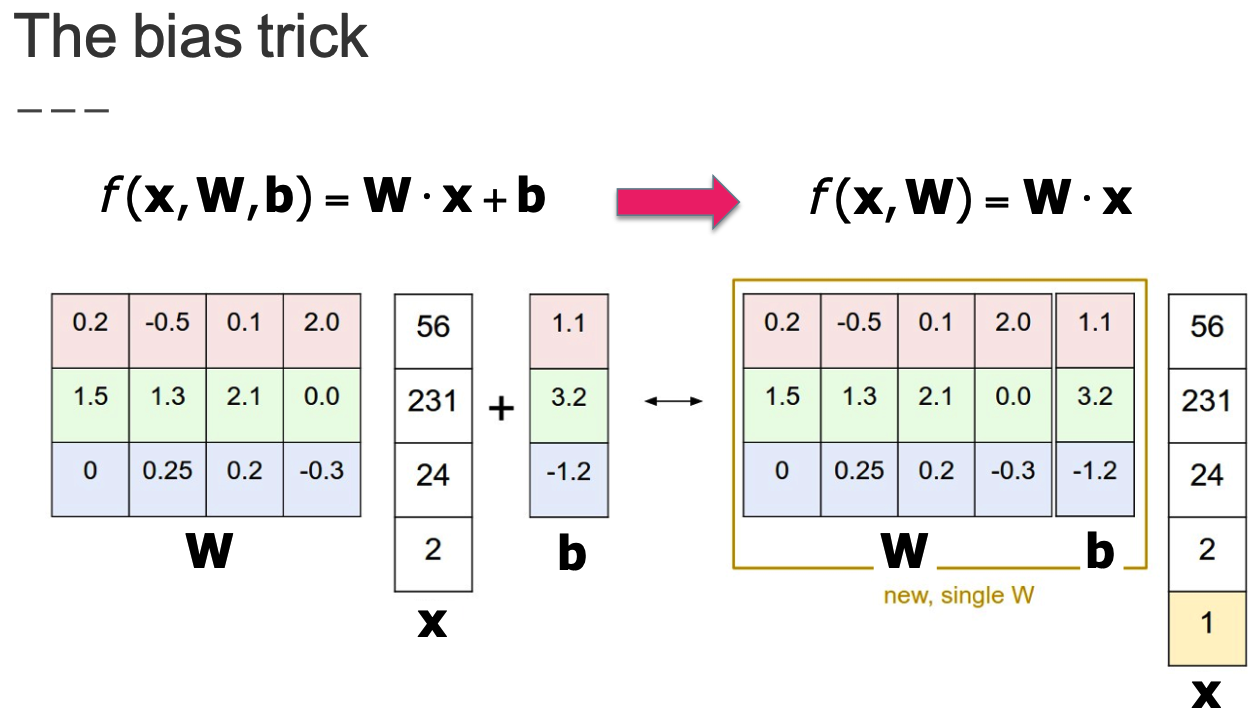 The bias trick
f(x, W, b) = W · x + b
f(x, W) = W · x
0.2 -0.5 0.1 2.0
1.5 1.3 2.1 0.0
0 0.25 0.2 -0.3
W
56
231
24
2
x
+
1.1
3.2
-1.2
b
0.2 -0.5 0.1 2.0 1.1
1.5 1.3 2.1 0.0 3.2
0 0.25 0.2 -0.3 -1.2
W b
new, single W
56
231
24
2
1
x